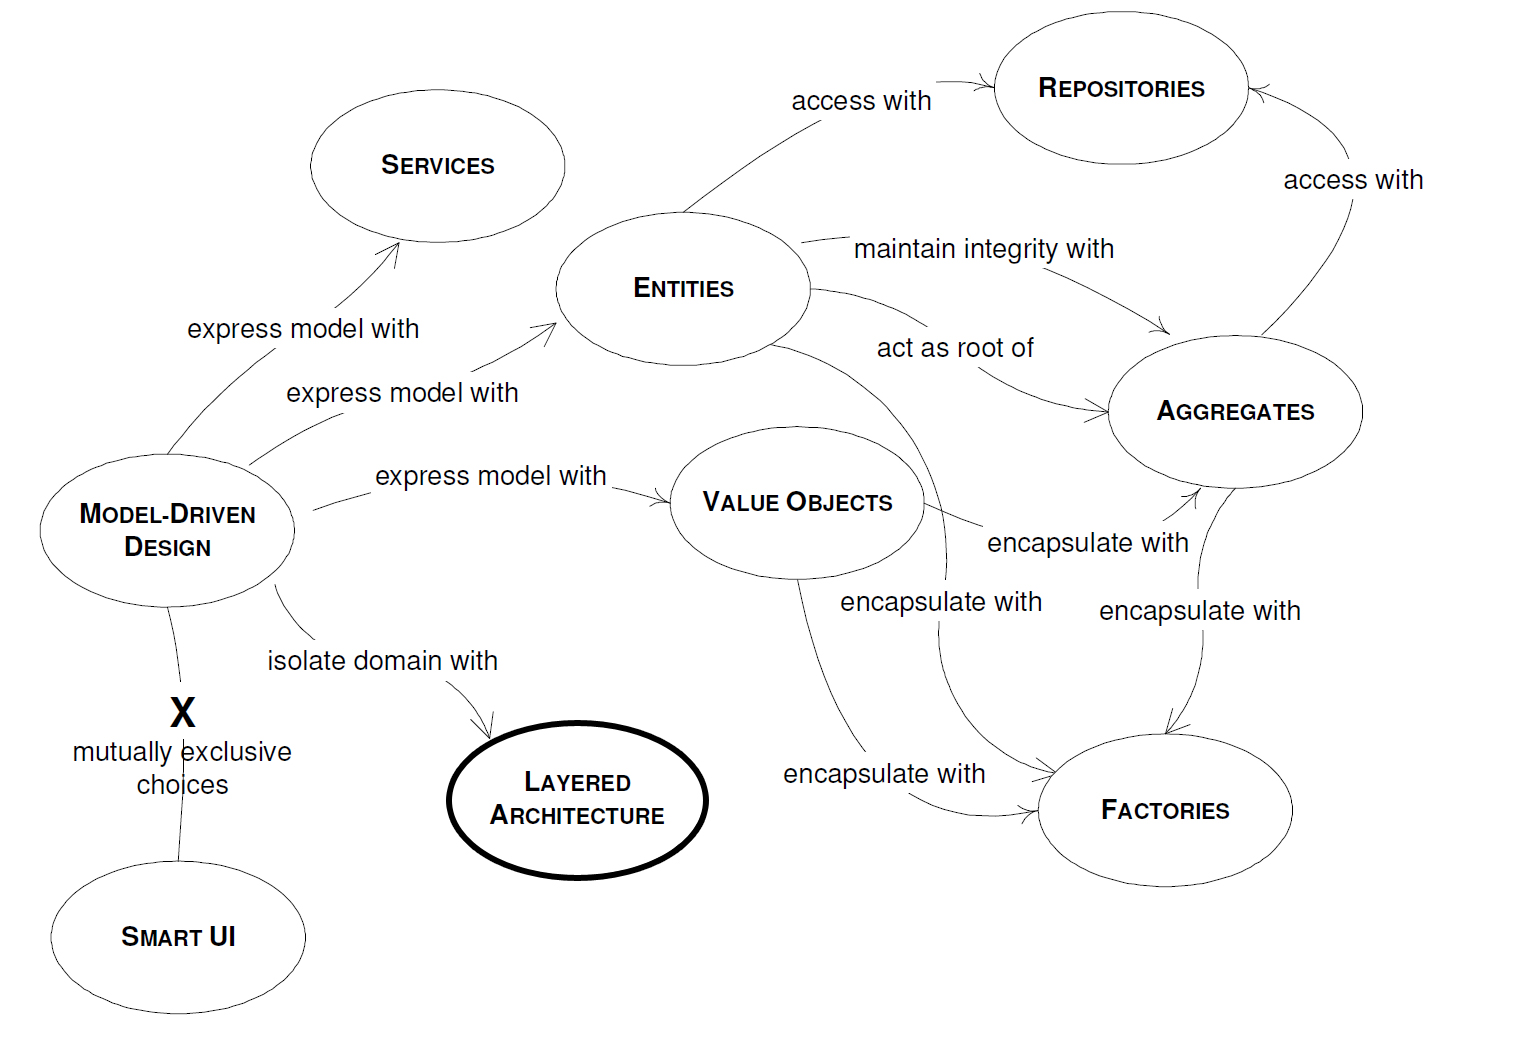 REPOSITORIES
access with
SERVICES
access with
maintain integrity with
ENTITIES
express model with
act as root of
express model with
AGGREGATES
express model with
VALUE OBJECTS
MODEL-DRIVEN
DESIGN
encapsulate with
encapsulate with
encapsulate with
isolate domain with
X
mutually exclusive
choices
encapsulate with
LAYERED
ARCHITECTURE
FACTORIES
SMART UI